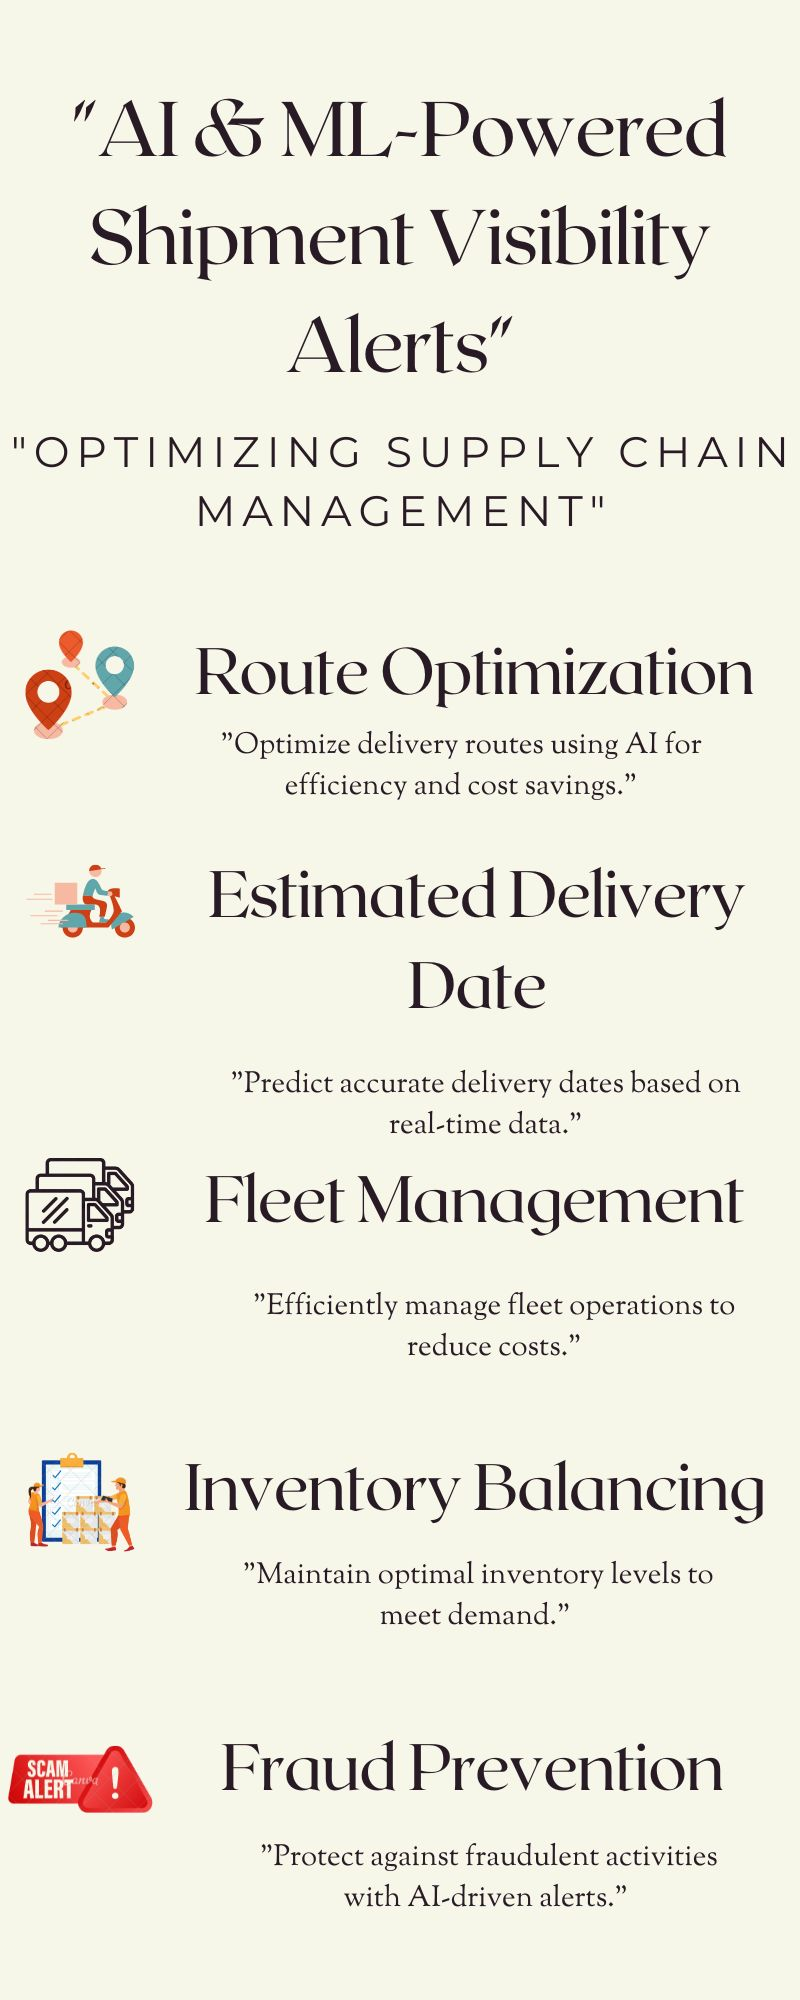 "AI & ML-Powered
Shipment Visibility
Alerts"
"OPTIMIZING SUPPLY CHAIN
MANAGEMENT"
Route Optimization
"Optimize delivery routes using AI for
efficiency and cost savings."
Estimated Delivery
Date
"Predict accurate delivery dates based on
real-time data."
Fleet Management
"Efficiently manage fleet operations to
reduce costs."
Inventory Balancing
"Maintain optimal inventory levels to
meet demand."
SCAM
ALERT
!
Fraud Prevention
"Protect against fraudulent activities
with AI-driven alerts."